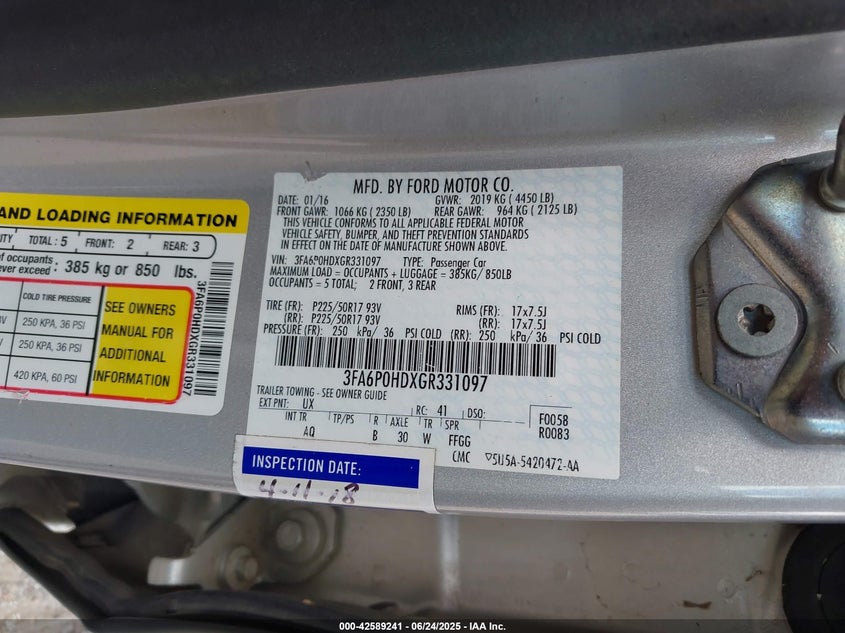 AND LOADING INFORMATION
TOTAL : 5 FRONT: 2 REAR: 3
of occupants
ever exceed : 385 kg or 850 lbs.
COLD TIRE PRESSURE
250 KPA, 36 PSI
250 KPA, 36 PSI
420 KPA, 60 PSI
SEE OWNERS
MANUAL FOR
ADDITIONAL
INFORMATION
3FA6P0HDXGR331097
MFD. BY FORD MOTOR CO.
DATE: 01/16 GVWR: 2019 KG ( 4450 LB)
FRONT GAWR: 1066 KG ( 2350 LB) REAR GAWR: 964 KG ( 2125 LB)
THIS VEHICLE CONFORMS TO ALL APPLICABLE FEDERAL MOTOR
VEHICLE SAFETY, BUMPER, AND THEFT PREVENTION STANDARDS
IN EFFECT ON THE DATE OF MANUFACTURE SHOWN ABOVE.
VIN: 3FA6P0HDXGR331097 TYPE: Passenger Car
MAXIMUM LOAD = OCCUPANTS + LUGGAGE = 385KG/850LB
OCCUPANTS = 5 TOTAL; 2 FRONT, 3 REAR
TIRE (FR): P225/50R17 93V RIMS (FR): 17x7.5J
(RR): P225/50R17 93V (RR): 17x7.5J
PRESSURE (FR): 250 kPa/ 36 PSI COLD (RR): 250 kPa/ 36 PSI COLD
3FA6P0HDXGR331097
TRAILER TOWING - SEE OWNER GUIDE
EXT PNT: UX RC: 41 DSO: F0058
INT TR TP/PS R AXLE TR SPR R0083
AQ B 30 W FFGG
CMC 5U5A-5420472-AA
INSPECTION DATE:
4-11-18
000-42589241 - 06/24/2025 - IAA Inc.